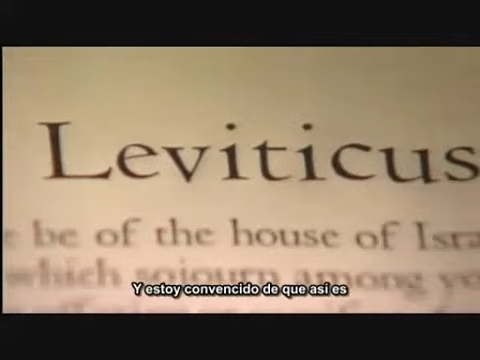 Leviticus
be of the house of Isra
which sojourn among yo
Y estoy convencido de que así es